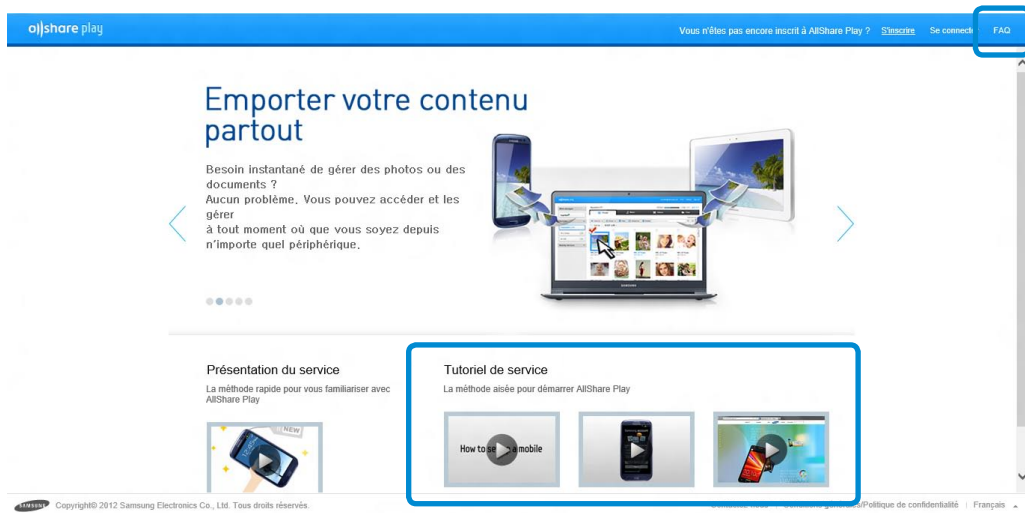 allshare play
Vous n'êtes pas encore inscrit à AllShare Play ? S'inscrire Se connecter FAQ
Emporter votre contenu
partout
Besoin instantané de gérer des photos ou des
documents ?
Aucun problème. Vous pouvez accéder et les
gérer
à tout moment où que vous soyez depuis
n'importe quel périphérique.
Présentation du service
La méthode rapide pour vous familiariser avec
AllShare Play
NEW
Tutoriel de service
La méthode aisée pour démarrer AllShare Play
How to mobile
SAMSUNG
Copyright© 2012 Samsung Electronics Co., Ltd. Tous droits réservés.
/Politique de confidentialité
Français